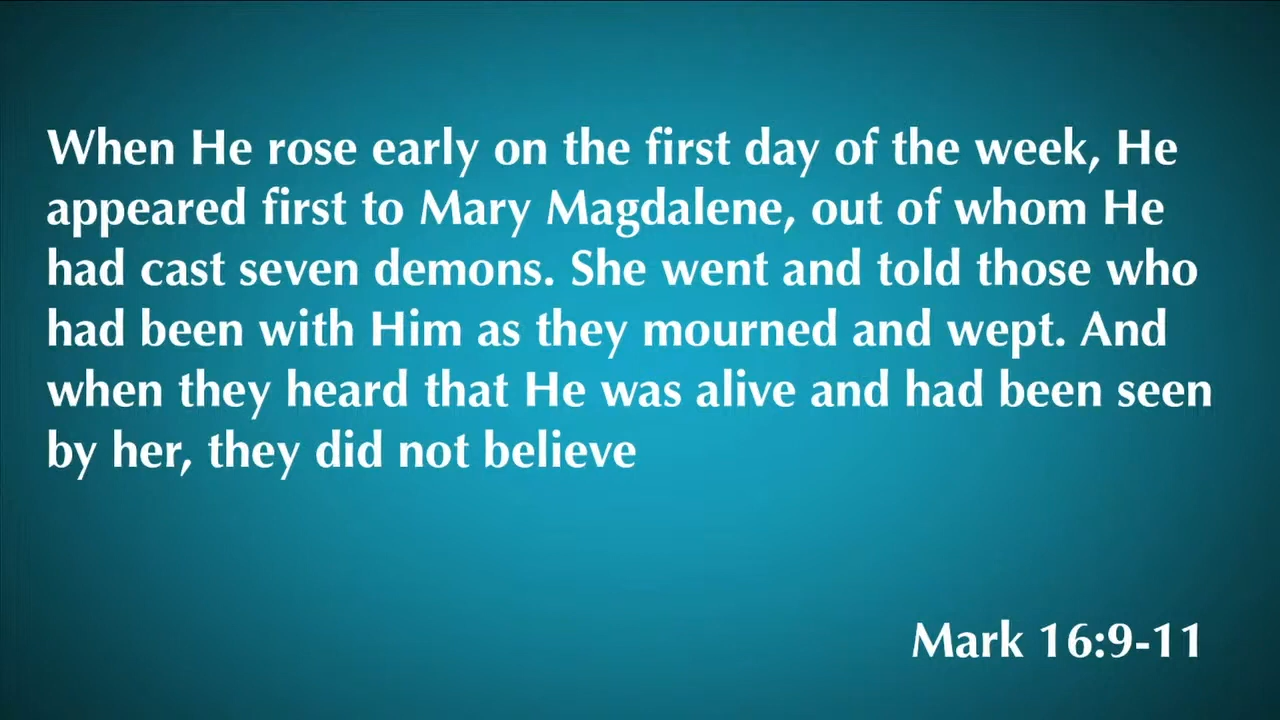 When He rose early on the first day of the week, He
appeared first to Mary Magdalene, out of whom He
had cast seven demons. She went and told those who
had been with Him as they mourned and wept. And
when they heard that He was alive and had been seen
by her, they did not believe
Mark 16:9-11